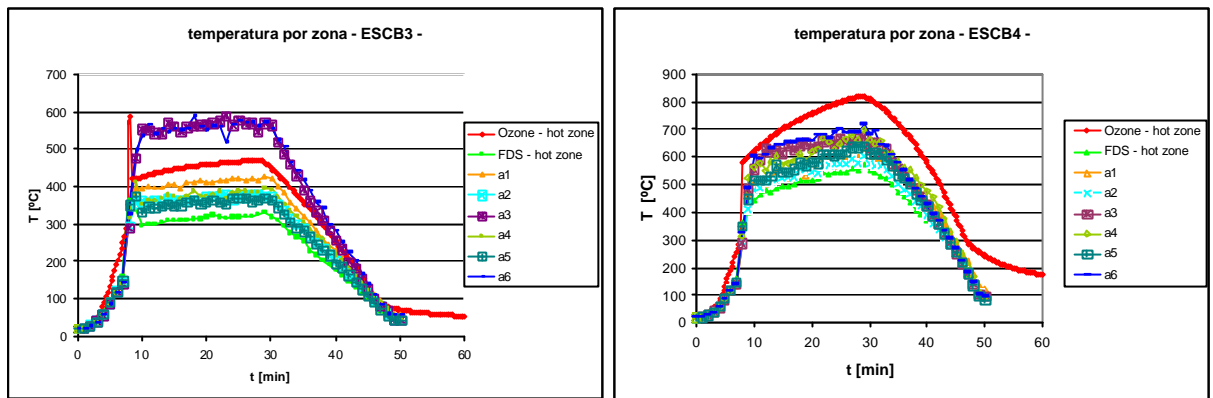 temperatura por zona - ESCB3 -
T [ºC]
700
600
500
400
300
200
100
0
0 10 20 30 40 50 60
t [min]
Ozone - hot zone
FDS - hot zone
a1
a2
a3
a4
a5
a6
temperatura por zona - ESCB4 -
T [ºC]
900
800
700
600
500
400
300
200
100
0
0 10 20 30 40 50 60
t [min]
Ozone - hot zone
FDS - hot zone
a1
a2
a3
a4
a5
a6